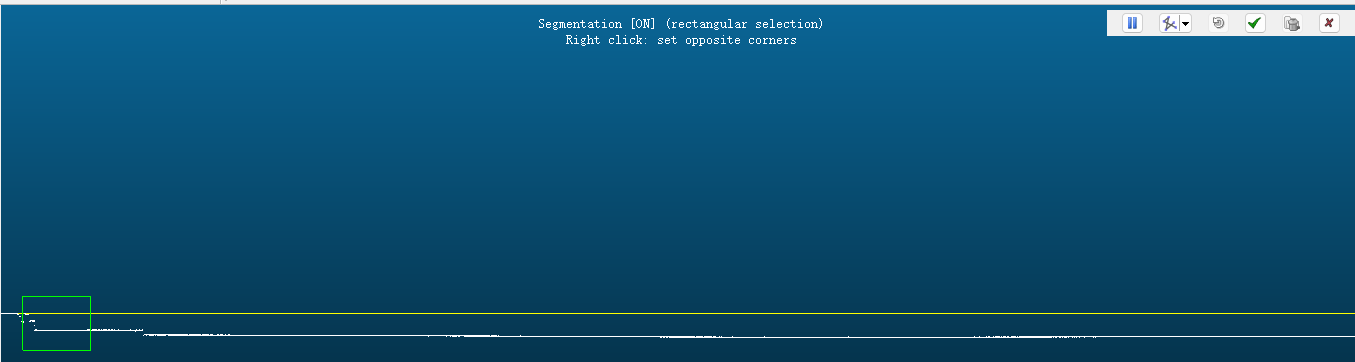 Segmentation [ON] (rectangular selection)
Right click: set opposite corners